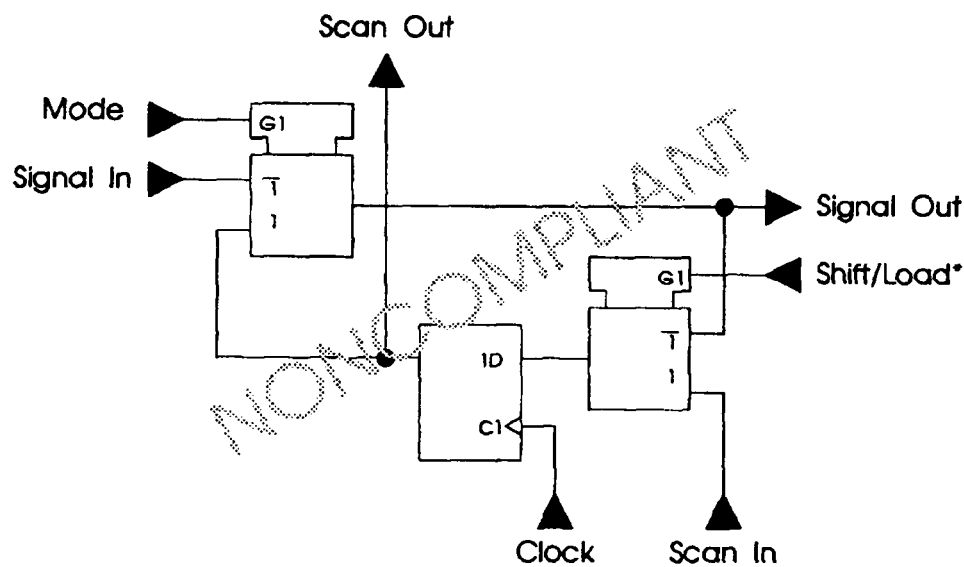 Scan Out
Mode
G1
Signal In
1
1
Signal Out
G1
Shift/Load*
1
1
1D
C1
Clock
Scan In
NONCOMPLIANT